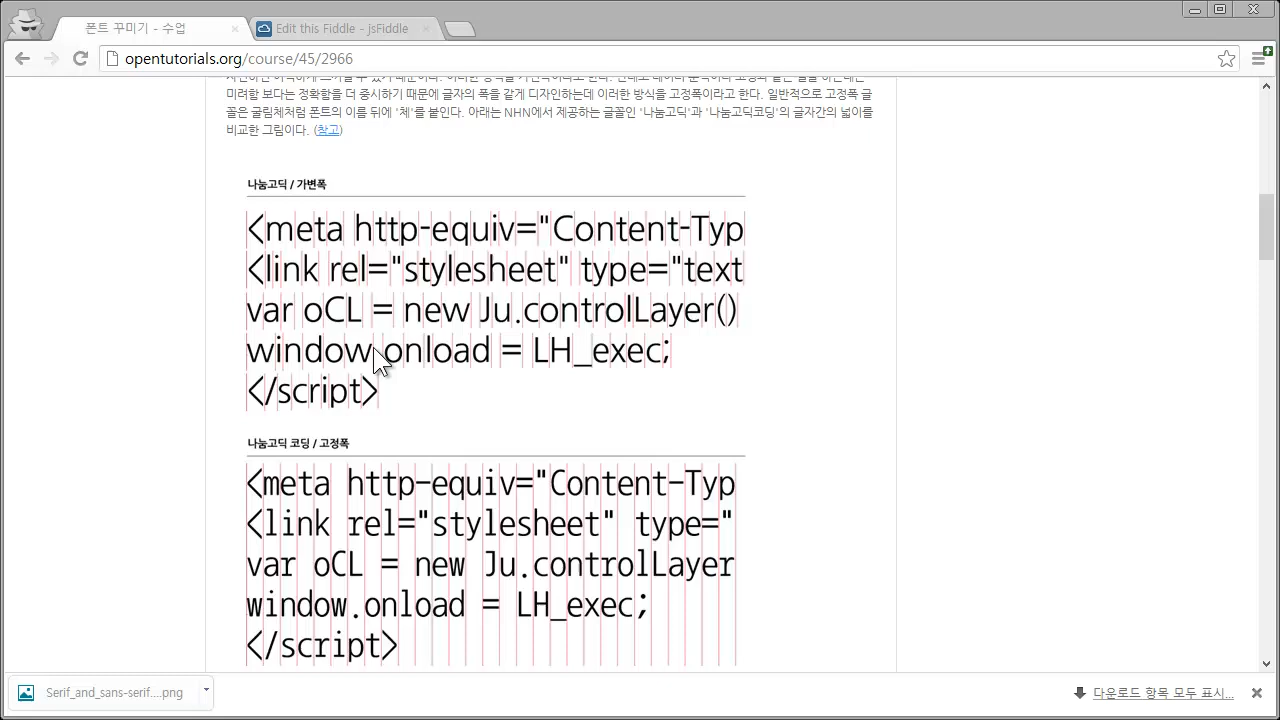 폰트 꾸미기 - 수업
Edit this Fiddle - jsFiddle
opentutorials.org/course/45/2966
미려함 보다는 정확함을 더 중시하기 때문에 글자의 폭을 같게 디자인하는데 이러한 방식을 고정폭이라고 한다. 일반적으로 고정폭 글
꼴은 굴림체처럼 폰트의 이름 뒤에 '체'를 붙인다. 아래는 NHN에서 제공하는 글꼴인 '나눔고딕'과 '나눔고딕코딩'의 글자간의 넓이를
비교한 그림이다. (참고)
나눔고딕 / 가변폭
<meta http-equiv="Content-Typ
<link rel="stylesheet" type="text
var oCL = new Ju.controlLayer()
window.onload = LH_exec;
</script>
나눔고딕 코딩 / 고정폭
<meta http-equiv="Content-Typ
<link rel="stylesheet" type="
var oCL = new Ju.controlLayer
window.onload = LH_exec;
</script>
Serif_and_sans-serif....png
다운로드 항목 모두 표시...